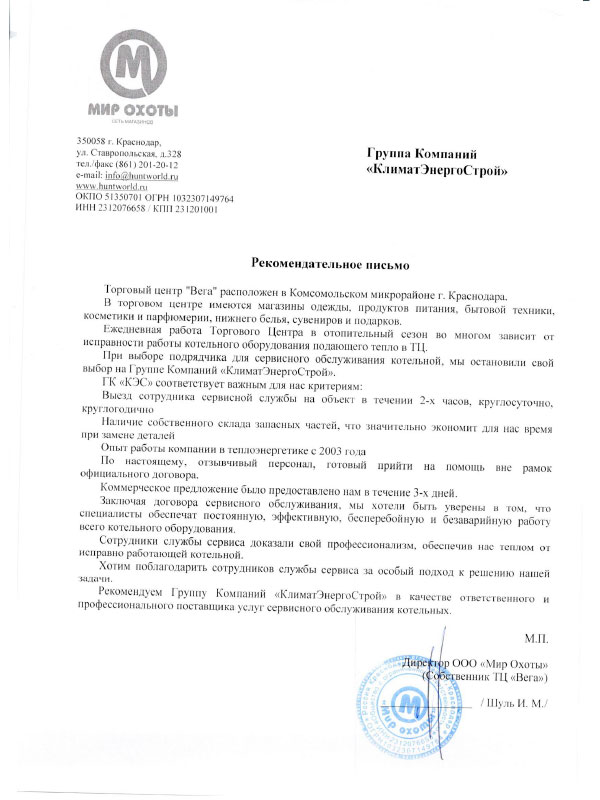 М
МИР ОХОТЫ
СЕТЬ МАГАЗИНОВ
350058 г. Краснодар,
ул. Ставропольская, д.328
тел./факс (861) 201-20-12
e-mail: info@huntworld.ru
www.huntworld.ru
ОКПО 51350701 ОГРН 1032307149764
ИНН 2312076658 / КПП 231201001
Группа Компаний
«КлиматЭнергоСтрой»
Рекомендательное письмо
Торговый центр "Вега" расположен в Комсомольском микрорайоне г. Краснодара.
В торговом центре имеются магазины одежды, продуктов питания, бытовой техники,
косметики и парфюмерии, нижнего белья, сувениров и подарков.
Ежедневная работа Торгового Центра в отопительный сезон во многом зависит от
исправности работы котельного оборудования подающего тепло в ТЦ.
При выборе подрядчика для сервисного обслуживания котельной, мы остановили свой
выбор на Группе Компаний «КлиматЭнергоСтрой».
ГК «КЭС» соответствует важным для нас критериям:
Выезд сотрудника сервисной службы на объект в течении 2-х часов, круглосуточно,
круглогодично
Наличие собственного склада запасных частей, что значительно экономит для нас время
при замене деталей
Опыт работы компании в теплоэнергетике с 2003 года
По настоящему, отзывчивый персонал, готовый прийти на помощь вне рамок
официального договора.
Коммерческое предложение было предоставлено нам в течение 3-х дней.
Заключая договора сервисного обслуживания, мы хотели быть уверены в том, что
специалисты обеспечат постоянную, эффективную, бесперебойную и безаварийную работу
всего котельного оборудования.
Сотрудники службы сервиса доказали свой профессионализм, обеспечив нас теплом от
исправно работающей котельной.
Хотим поблагодарить сотрудников службы сервиса за особый подход к решению нашей
задачи.
Рекомендуем Группу Компаний «КлиматЭнергоСтрой» в качестве ответственного и
профессионального поставщика услуг сервисного обслуживания котельных.
М.П.
Директор ООО «Мир Охоты»
(Собственник ТЦ «Вега»)
/ Шуль И. М./
Мир охоты